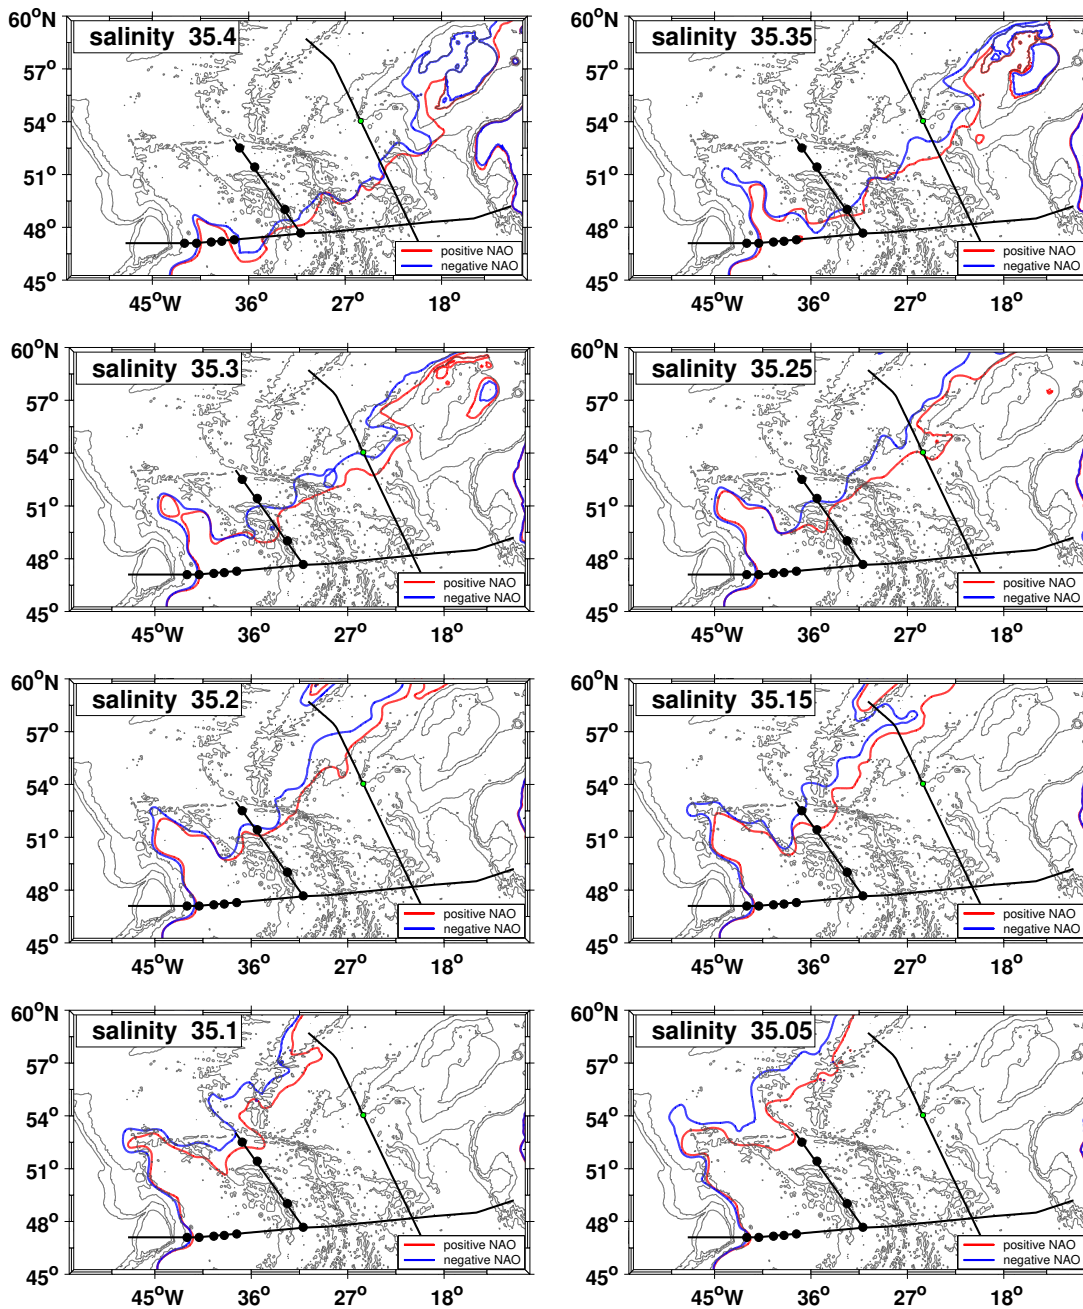 60°N
salinity 35.4
57°
54°
51°
48°
45°
positive NAO
negative NAO
45°W 36° 27° 18°
60°N
salinity 35.35
57°
54°
51°
48°
45°
positive NAO
negative NAO
45°W 36° 27° 18°
60°N
salinity 35.3
57°
54°
51°
48°
45°
positive NAO
negative NAO
45°W 36° 27° 18°
60°N
salinity 35.25
57°
54°
51°
48°
45°
positive NAO
negative NAO
45°W 36° 27° 18°
60°N
salinity 35.2
57°
54°
51°
48°
45°
positive NAO
negative NAO
45°W 36° 27° 18°
60°N
salinity 35.15
57°
54°
51°
48°
45°
positive NAO
negative NAO
45°W 36° 27° 18°
60°N
salinity 35.1
57°
54°
51°
48°
45°
positive NAO
negative NAO
45°W 36° 27° 18°
60°N
salinity 35.05
57°
54°
51°
48°
45°
positive NAO
negative NAO
45°W 36° 27° 18°